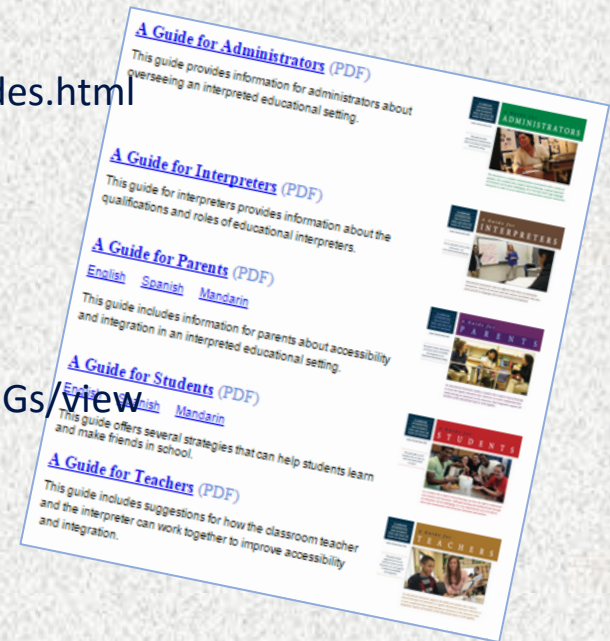 des.html
Gs/view
A Guide for Administrators (PDF)
This guide provides information for administrators about
overseeing an interpreted educational setting.
ADMINISTRATORS
A Guide for Interpreters (PDF)
This guide for interpreters provides information about the
qualifications and roles of educational interpreters.
a Guide for
INTERPRETERS
A Guide for Parents (PDF)
English Spanish Mandarin
This guide includes information for parents about accessibility
and integration in an interpreted educational setting.
a Guide for
PARENTS
A Guide for Students (PDF)
English Spanish Mandarin
This guide offers several strategies that can help students learn
and make friends in school.
a Guide for
STUDENTS
A Guide for Teachers (PDF)
This guide includes suggestions for how the classroom teacher
and the interpreter can work together to improve accessibility
and integration.
a Guide for
TEACHERS